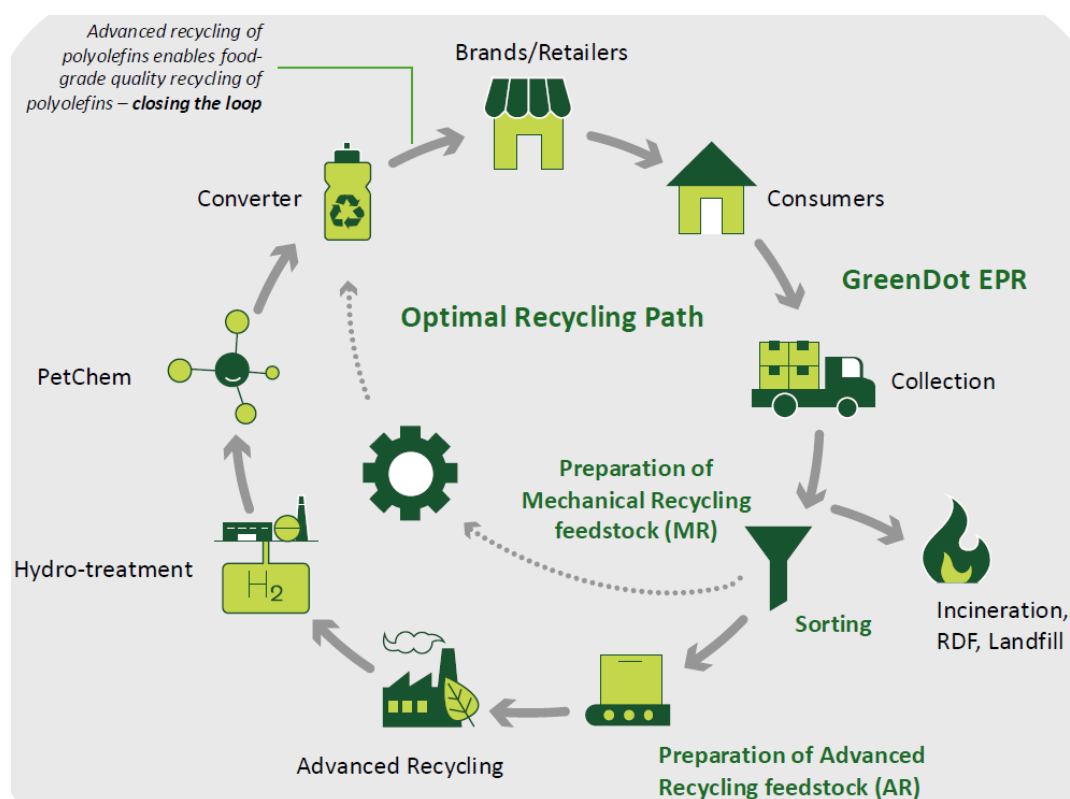 Advanced recycling of
polyolefins enables food-
grade quality recycling of
polyolefins – closing the loop
Brands/Retailers
Converter
Consumers
GreenDot EPR
Optimal Recycling Path
PetChem
Collection
Preparation of
Mechanical Recycling
feedstock (MR)
Hydro-treatment
H2
Sorting
Incineration,
RDF, Landfill
Advanced Recycling
Preparation of Advanced
Recycling feedstock (AR)